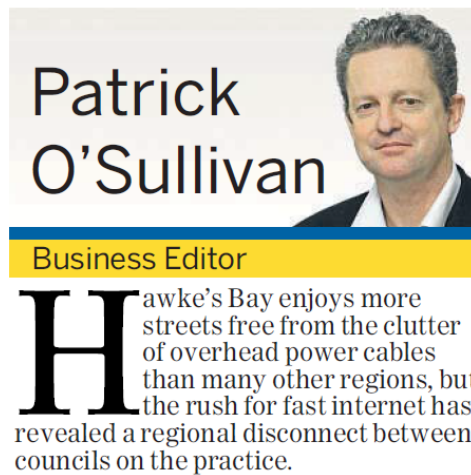 Patrick
O’Sullivan
Business Editor
Hawke’s Bay enjoys more
streets free from the clutter
of overhead power cables
than many other regions, but
the rush for fast internet has
revealed a regional disconnect between
councils on the practice.